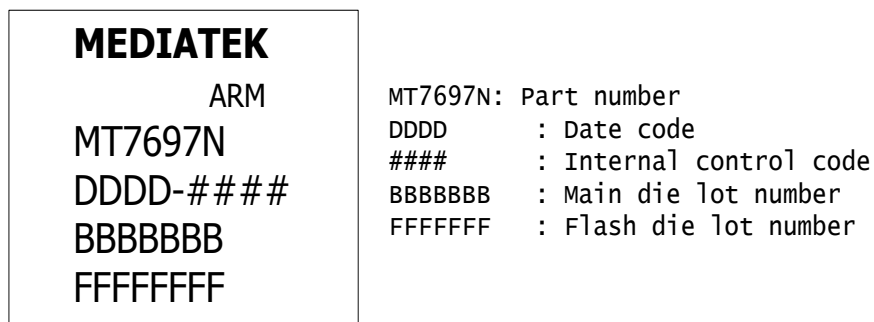 MEDIATEK
ARM
MT7697N
DDDD-####
BBBBBBB
FFFFFFFF
MT7697N: Part number
DDDD : Date code
#### : Internal control code
BBBBBBB : Main die lot number
FFFFFFF : Flash die lot number